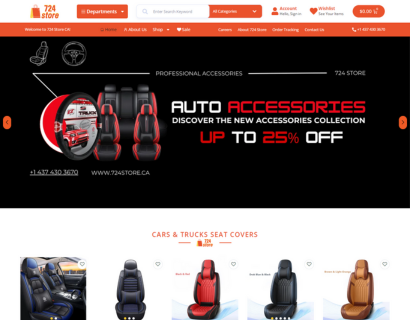 724
store
Departments
Enter Search Keyword
All Categories
Account
Hello, Sign in
Wishlist
See Your Items
$0.00
Welcome to 724 Store CA!
Home
About Us
Shop
Sale
Careers
About Store
Order Tracking
Contact Us
+1 437 430 3670
PROFESSIONAL ACCESSORIES
724 STORE
AUTO ACCESSORIES
DISCOVER THE NEW ACCESSORIES COLLECTION
UP TO 25% OFF
TRUCK
+1 437 430 3670
WWW.724STORE.CA
CARS & TRUCKS SEAT COVERS
724
store